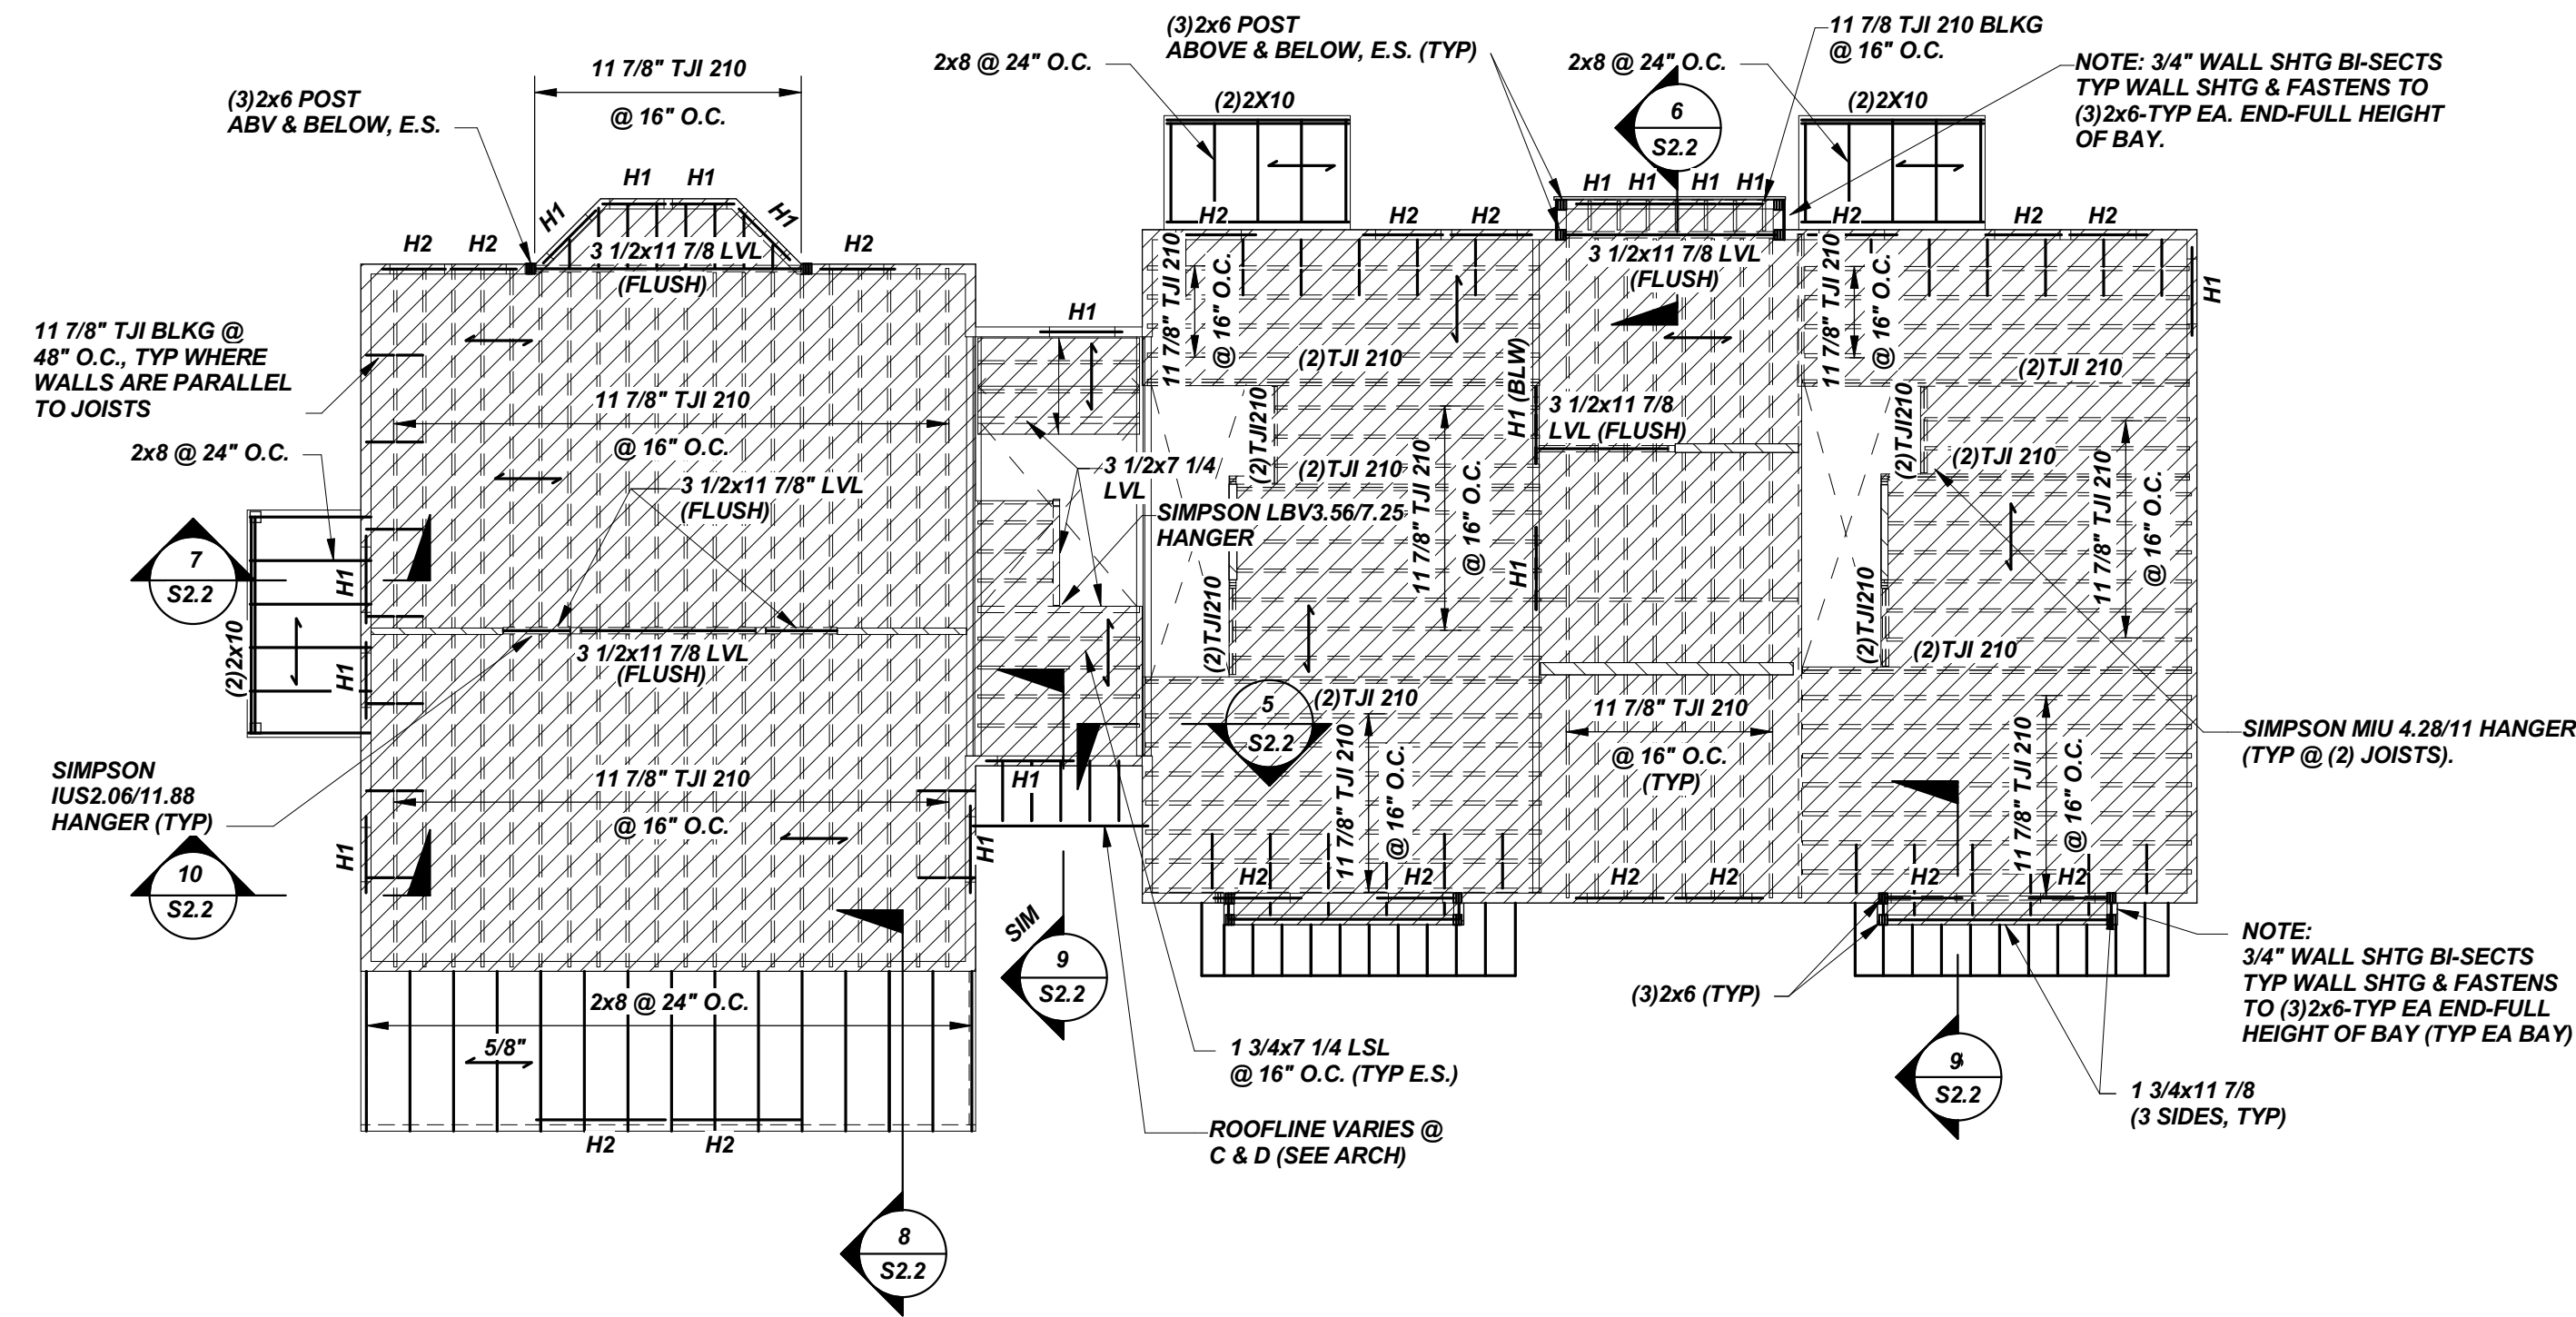 (3)2x6 POST
ABOVE & BELOW, E.S. (TYP)
11 7/8 TJI 210 BLKG
@ 16" O.C.
2x8 @ 24" O.C.
2x8 @ 24" O.C.
NOTE: 3/4" WALL SHTG BI-SECTS
TYP WALL SHTG & FASTENS TO
(3)2x6-TYP EA. END-FULL HEIGHT
OF BAY.
11 7/8" TJI 210
@ 16" O.C.
(3)2x6 POST
ABV & BELOW, E.S.
(2)2X10
6
S2.2
(2)2X10
H1
H1
H1
H1
H1
H1
H1
H1
H2
H2
H2
H2
H2
H2
H2
H2
H2
3 1/2x11 7/8 LVL
(FLUSH)
11 7/8" TJI 210
@ 16" O.C.
3 1/2x11 7/8 LVL
(FLUSH)
11 7/8" TJI 210
@ 16" O.C.
H1
H1
11 7/8" TJI BLKG @
48" O.C., TYP WHERE
WALLS ARE PARALLEL
TO JOISTS
(2)TJI 210
(2)TJI 210
H1 (BLW)
11 7/8" TJI 210
@ 16" O.C.
(2)TJI210
3 1/2x11 7/8
LVL (FLUSH)
(2)TJI210
2x8 @ 24" O.C.
3 1/2x7 1/4
LVL
(2)TJI 210
11 7/8" TJI 210
@ 16" O.C.
(2)TJI 210
11 7/8" TJI 210
@ 16" O.C.
3 1/2x11 7/8" LVL
(FLUSH)
SIMPSON LBV3.56/7.25
HANGER
7
S2.2
H1
H1
H1
(2)2x10
(2)TJI210
(2)TJI210
3 1/2x11 7/8 LVL
(FLUSH)
(2)TJI 210
(2)TJI 210
5
S2.2
11 7/8" TJI 210
@ 16" O.C.
(TYP)
SIMPSON MIU 4.28/11 HANGER
(TYP @ (2) JOISTS).
SIMPSON
IUS2.06/11.88
HANGER (TYP)
11 7/8" TJI 210
@ 16" O.C.
H1
11 7/8" TJI 210
@ 16" O.C.
11 7/8" TJI 210
@ 16" O.C.
H1
H1
10
S2.2
H2
H2
H2
H2
H2
H2
SIM
9
S2.2
NOTE:
3/4" WALL SHTG BI-SECTS
TYP WALL SHTG & FASTENS
TO (3)2x6-TYP EA END-FULL
HEIGHT OF BAY (TYP EA BAY)
(3)2x6 (TYP)
2x8 @ 24" O.C.
5/8"
1 3/4x7 1/4 LSL
@ 16" O.C. (TYP E.S.)
9
S2.2
1 3/4x11 7/8
(3 SIDES, TYP)
ROOFLINE VARIES @
C & D (SEE ARCH)
H2
H2
8
S2.2